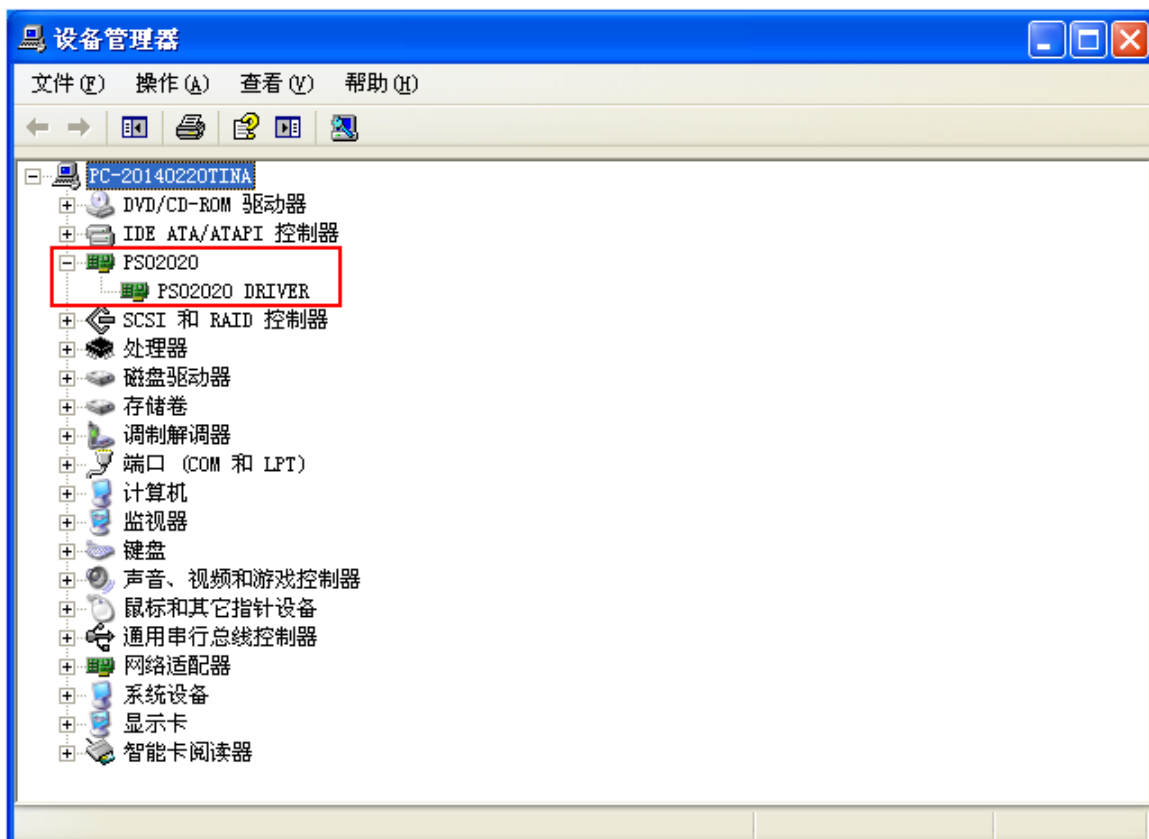 设备管理器
文件(F) 操作(A) 查看(V) 帮助(H)
PC-20140220TINA
DVD/CD-ROM 驱动器
IDE ATA/ATAPI 控制器
PSO2020
PSO2020 DRIVER
SCSI 和 RAID 控制器
处理器
磁盘驱动器
存储卷
调制解调器
端口 (COM 和 LPT)
计算机
监视器
键盘
声音、视频和游戏控制器
鼠标和其它指针设备
通用串行总线控制器
网络适配器
系统设备
显示卡
智能卡阅读器